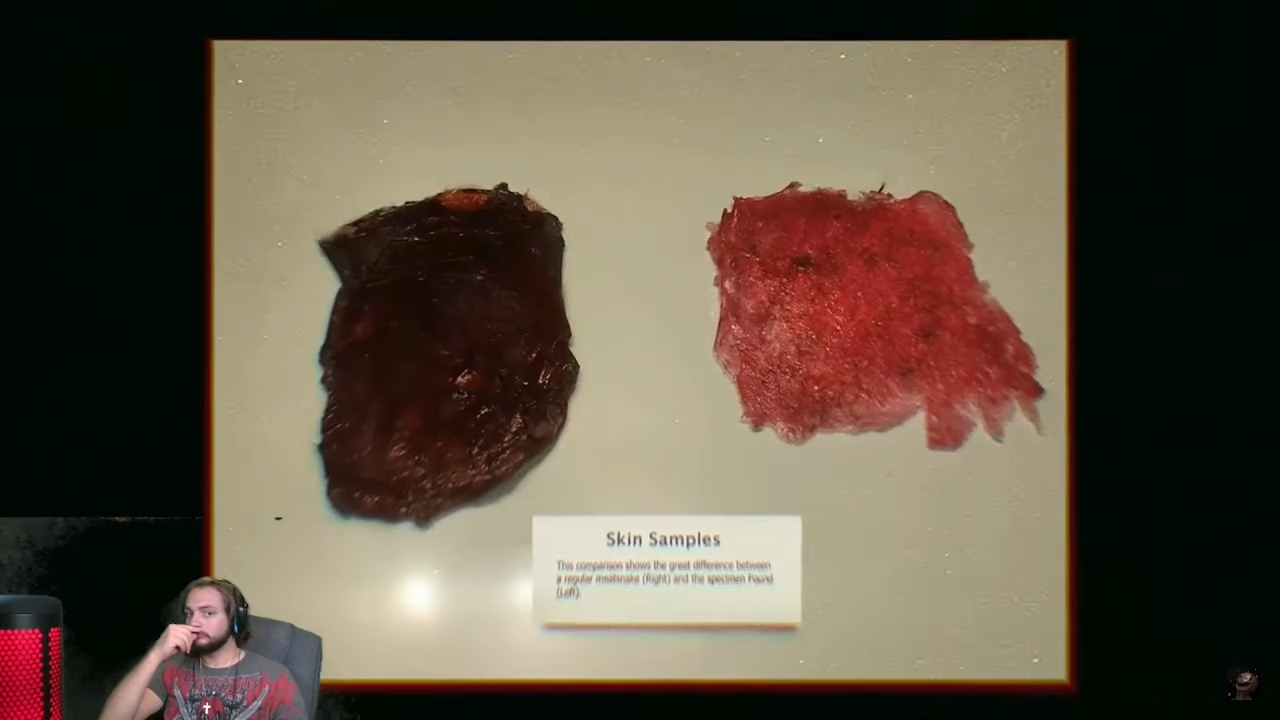 Skin Samples
This comparison shows the great difference between
a regular meatsnake (Right) and the specimen Found
(Left).